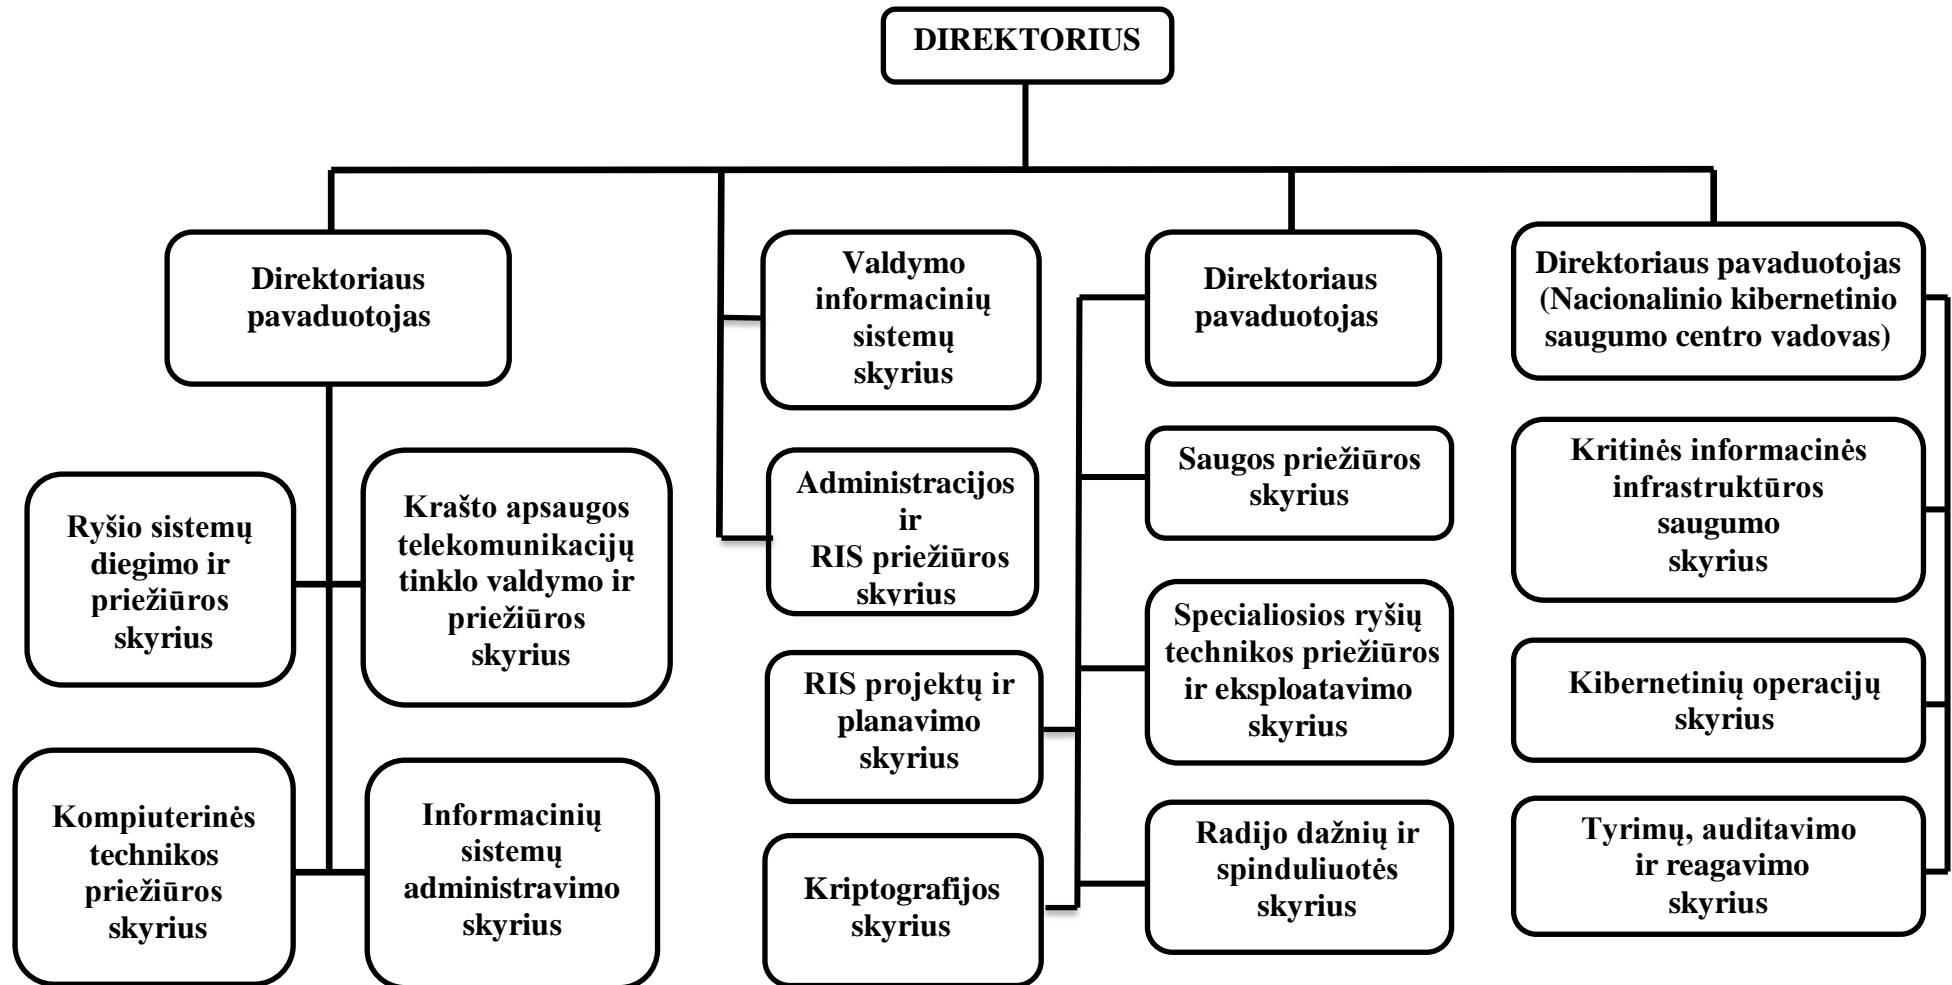 DIREKTORIUS
Direktoriaus
pavaduotojas
Valdymo
informacinių
sistemų
skyrius
Direktoriaus
pavaduotojas
Direktoriaus pavaduotojas
(Nacionalinio kibernetinio
saugumo centro vadovas)
Ryšio sistemų
diegimo ir
priežiūros
skyrius
Krašto apsaugos
telekomunikacijų
tinklo valdymo ir
priežiūros
skyrius
Administracijos
ir
RIS priežiūros
skyrius
Saugos priežiūros
skyrius
Kritinės informacinės
infrastruktūros
saugumo
skyrius
RIS projektų ir
planavimo
skyrius
Specialiosios ryšių
technikos priežiūros
ir eksploatavimo
skyrius
Kibernetinių operacijų
skyrius
Kompiuterinės
technikos
priežiūros
skyrius
Informacinių
sistemų
administravimo
skyrius
Kriptografijos
skyrius
Radijo dažnių ir
spinduliuotės
skyrius
Tyrimų, auditavimo
ir reagavimo
skyrius